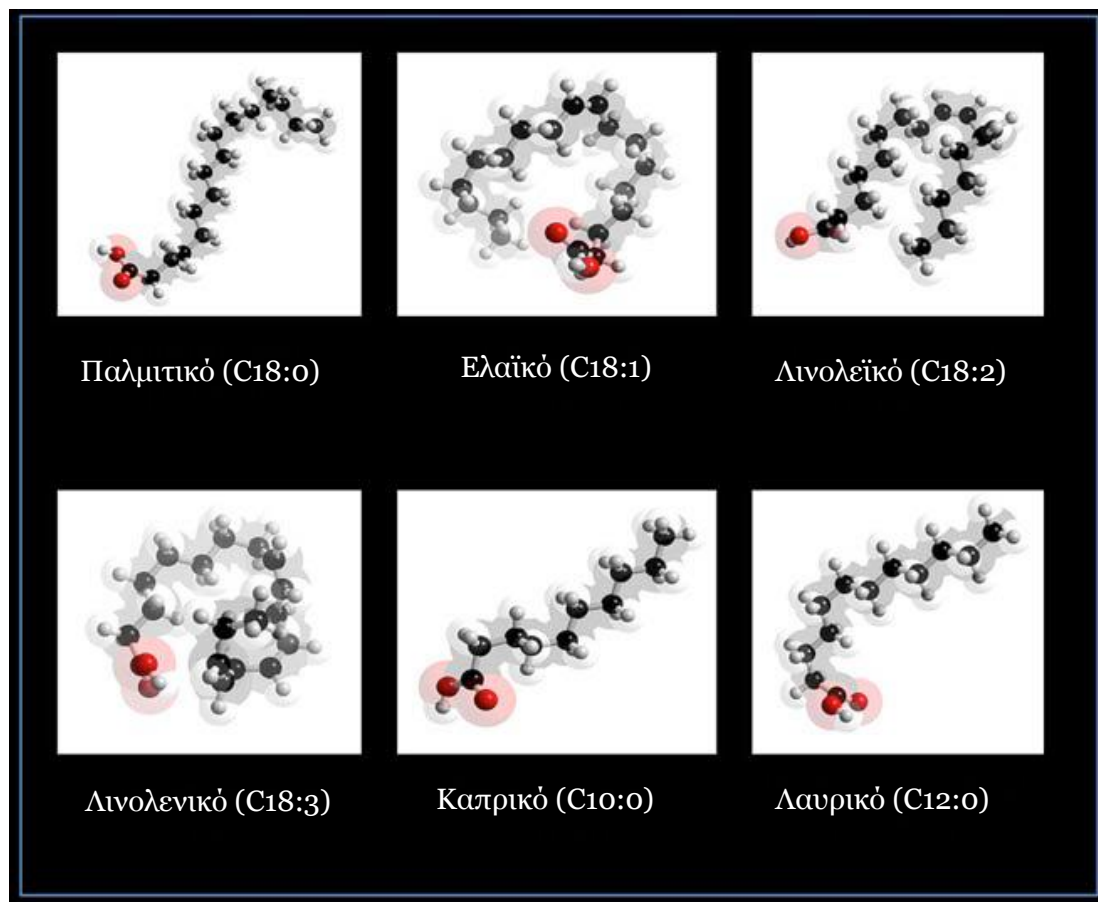 Παλμιτικό (C18:0)
Ελαϊκό (C18:1)
Λινολεϊκό (C18:2)
Λινολενικό (C18:3)
Καπρικό (C10:0)
Λαυρικό (C12:0)